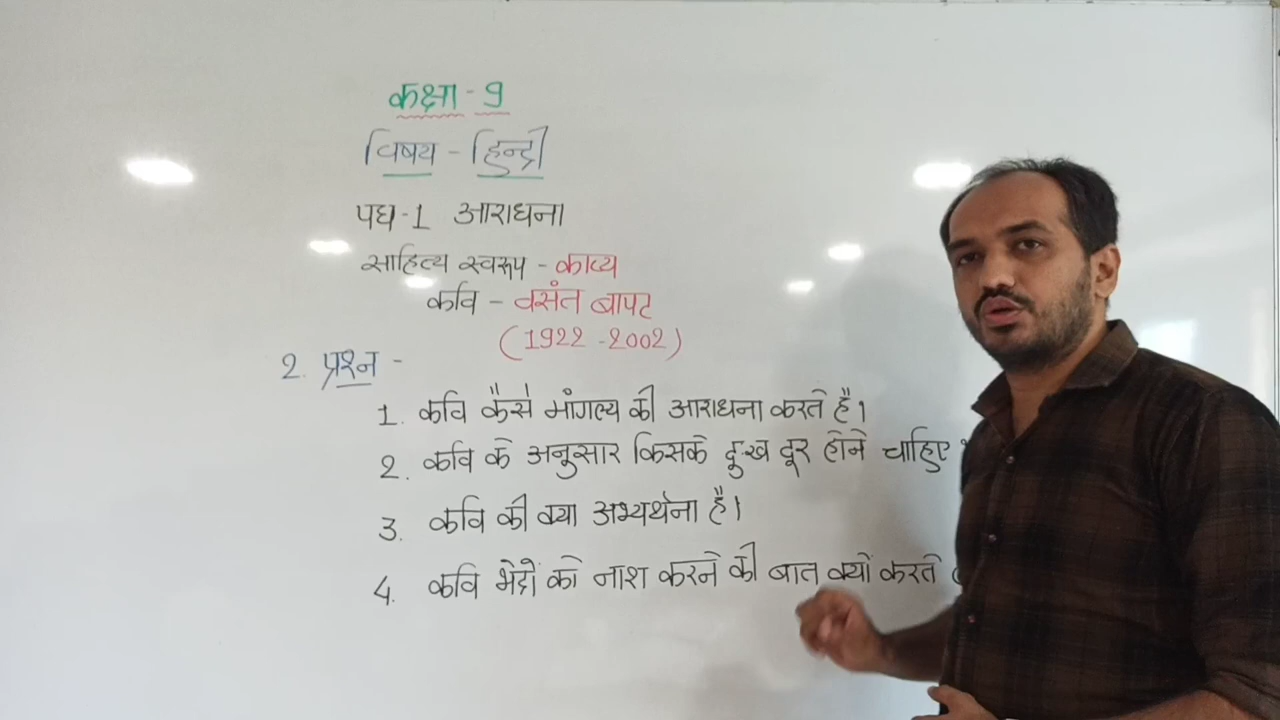 कक्षा - 9
विषय - हिन्दी
पद्य-1 आराधना
साहित्य स्वरूप - काव्य
कवि - वसंत बापट
(1922 - 2002)
2. प्रश्न -
1. कवि कैसे मांगल्य की आराधना करते है।
2. कवि के अनुसार किसके दुःख दूर होने चाहिए
3. कवि की क्या अभ्यर्थना है।
4. कवि भेदों को नाश करने की बात क्यों करते